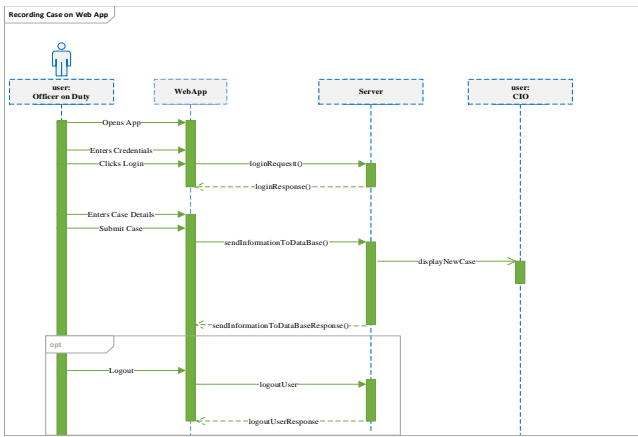 Recording Case on Web App
user:
Officer on Duty
WebApp
Server
user:
CIO
Opens App
Enters Credentials
Clicks Login
loginRequestt()
loginResponse()
Enters Case Details
Submit Case
sendInformationToDataBase()
displayNewCase
sendInformationToDataBaseResponse()
opt
Logout
logoutUser
logoutUserResponse